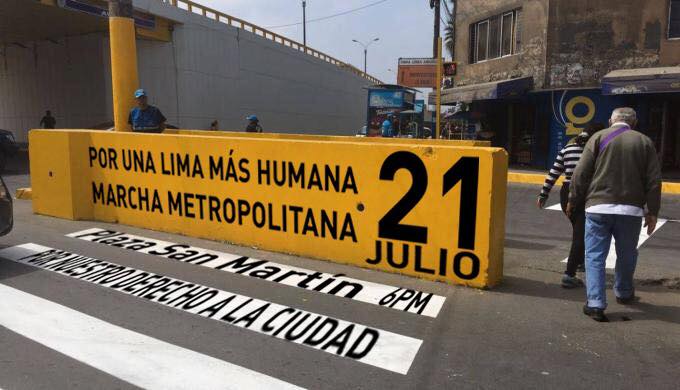 POR UNA LIMA MÁS HUMANA
MARCHA METROPOLITANA
21
JULIO
Plaza San Martín 6PM
POR NUESTRO DERECHO A LA CIUDAD